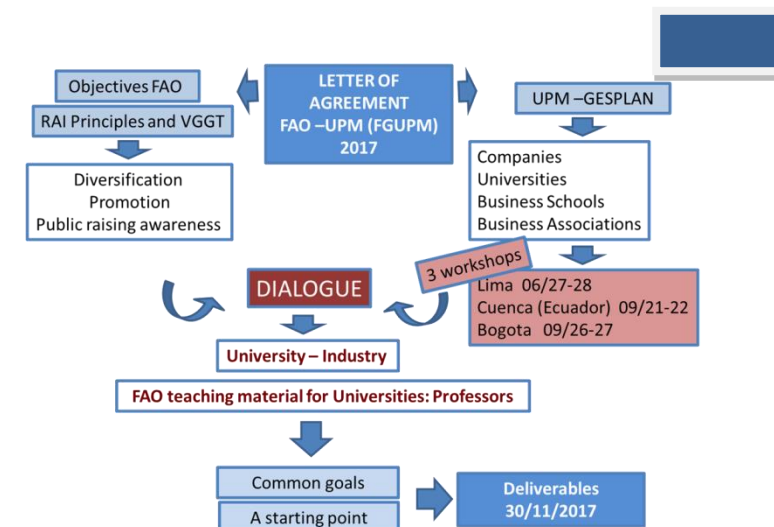 LETTER OF
AGREEMENT
FAO –UPM (FGUPM)
2017
Objectives FAO
RAI Principles and VGGT
Diversification
Promotion
Public raising awareness
UPM –GESPLAN
Companies
Universities
Business Schools
Business Associations
3 workshops
Lima 06/27-28
Cuenca (Ecuador) 09/21-22
Bogota 09/26-27
DIALOGUE
University – Industry
FAO teaching material for Universities: Professors
Common goals
A starting point
Deliverables
30/11/2017